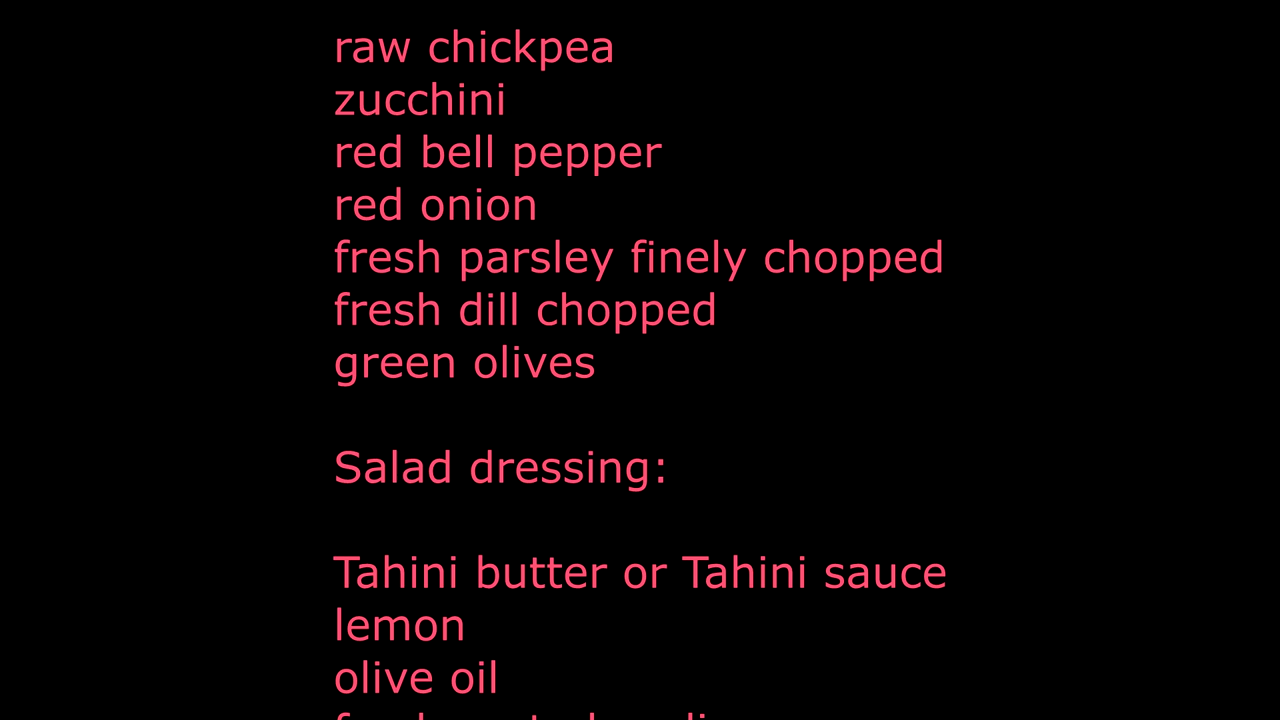 raw chickpea
zucchini
red bell pepper
red onion
fresh parsley finely chopped
fresh dill chopped
green olives
Salad dressing:
Tahini butter or Tahini sauce
lemon
olive oil